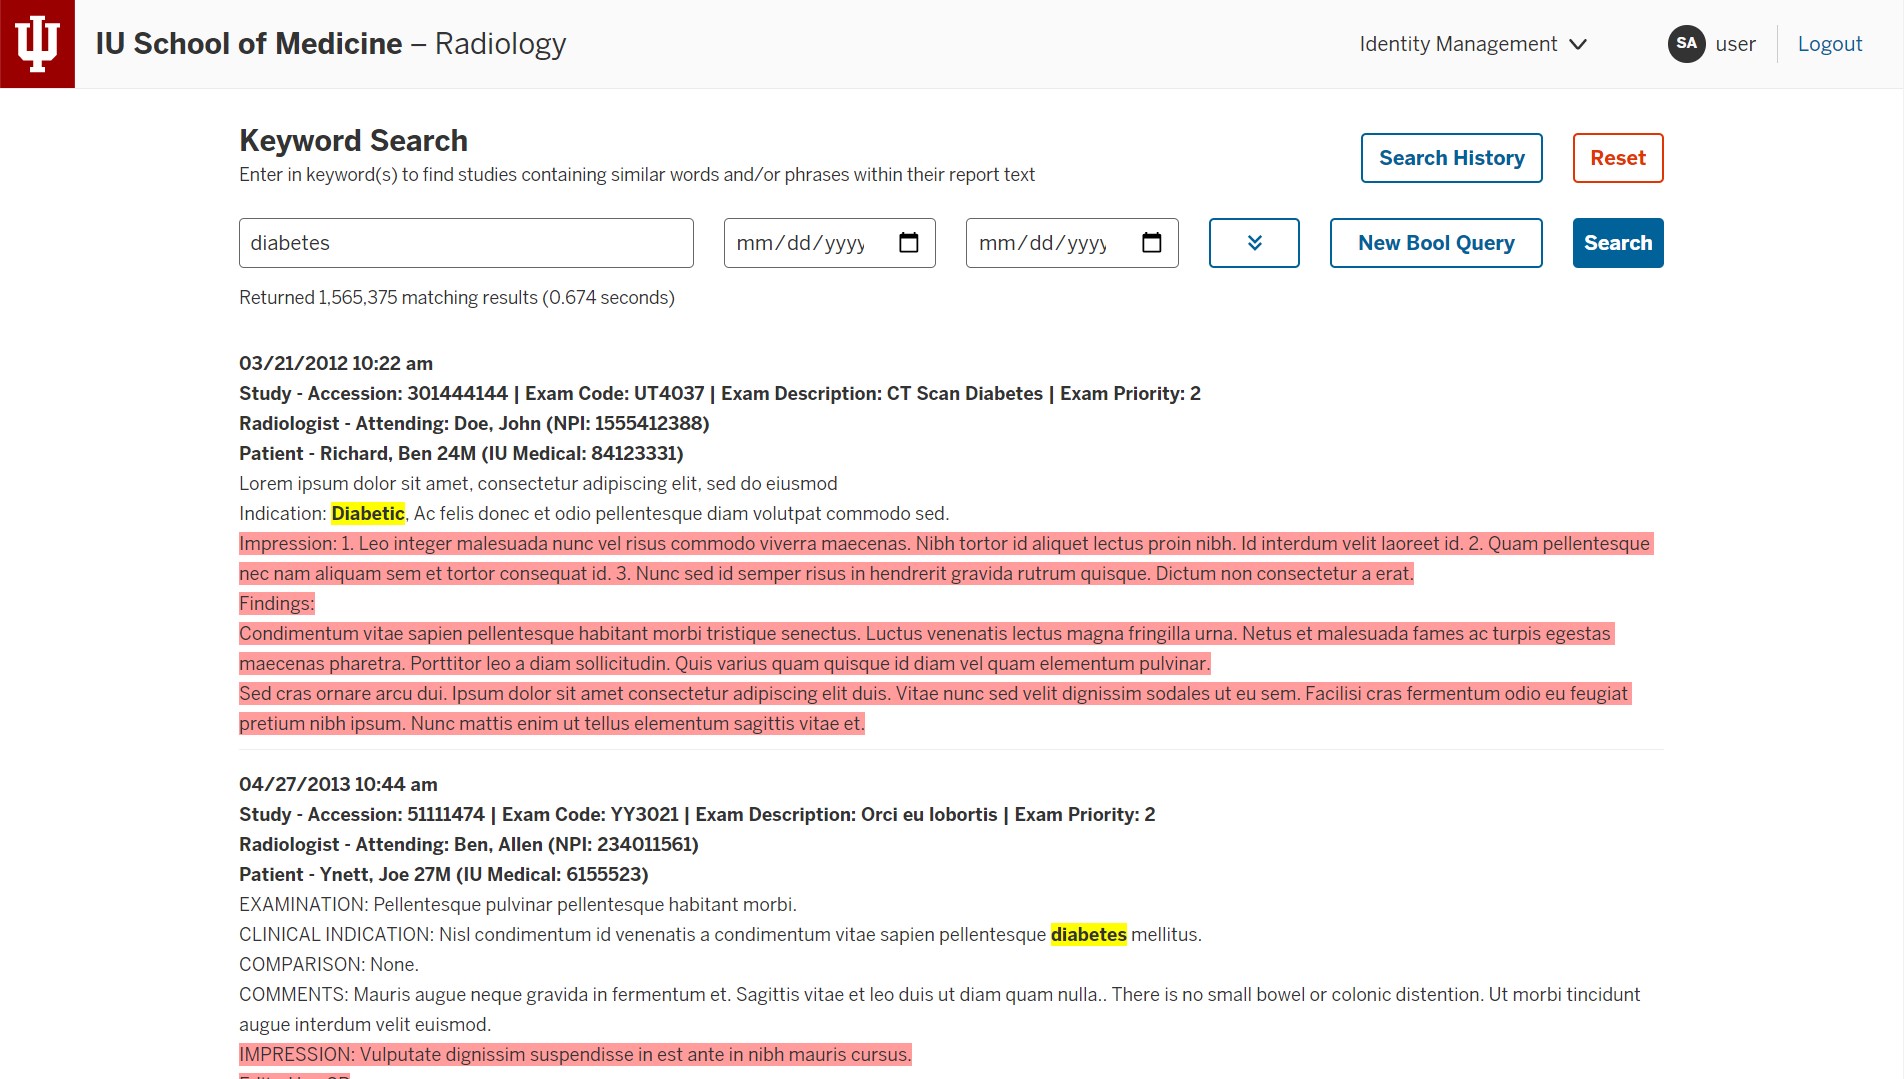 IU School of Medicine – Radiology
Identity Management
SA user
Logout
Keyword Search
Enter in keyword(s) to find studies containing similar words and/or phrases within their report text
Search History
Reset
diabetes
mm/dd/yyyy
mm/dd/yyyy
New Bool Query
Search
Returned 1,565,375 matching results (0.674 seconds)
03/21/2012 10:22 am
Study - Accession: 301444144 | Exam Code: UT4037 | Exam Description: CT Scan Diabetes | Exam Priority: 2
Radiologist - Attending: Doe, John (NPI: 1555412388)
Patient - Richard, Ben 24M (IU Medical: 84123331)
Lorem ipsum dolor sit amet, consectetur adipiscing elit, sed do eiusmod
Indication: Diabetic, Ac felis donec et odio pellentesque diam volutpat commodo sed.
Impression: 1. Leo integer malesuada nunc vel risus commodo viverra maecenas. Nibh tortor id aliquet lectus proin nibh. Id interdum velit laoreet id. 2. Quam pellentesque
nec nam aliquam sem et tortor consequat id. 3. Nunc sed id semper risus in hendrerit gravida rutrum quisque. Dictum non consectetur a erat.
Findings:
Condimentum vitae sapien pellentesque habitant morbi tristique senectus. Luctus venenatis lectus magna fringilla urna. Netus et malesuada fames ac turpis egestas
maecenas pharetra. Porttitor leo a diam sollicitudin. Quis varius quam quisque id diam vel quam elementum pulvinar.
Sed cras ornare arcu dui. Ipsum dolor sit amet consectetur adipiscing elit duis. Vitae nunc sed velit dignissim sodales ut eu sem. Facilisi cras fermentum odio eu feugiat
pretium nibh ipsum. Nunc mattis enim ut tellus elementum sagittis vitae et.
04/27/2013 10:44 am
Study - Accession: 51111474 | Exam Code: YY3021 | Exam Description: Orci eu lobortis | Exam Priority: 2
Radiologist - Attending: Ben, Allen (NPI: 234011561)
Patient - Ynett, Joe 27M (IU Medical: 6155523)
EXAMINATION: Pellentesque pulvinar pellentesque habitant morbi.
CLINICAL INDICATION: Nisl condimentum id venenatis a condimentum vitae sapien pellentesque diabetes mellitus.
COMPARISON: None.
COMMENTS: Mauris augue neque gravida in fermentum et. Sagittis vitae et leo duis ut diam quam nulla.. There is no small bowel or colonic distention. Ut morbi tincidunt
augue interdum velit euismod.
IMPRESSION: Vulputate dignissim suspendisse in est ante in nibh mauris cursus.